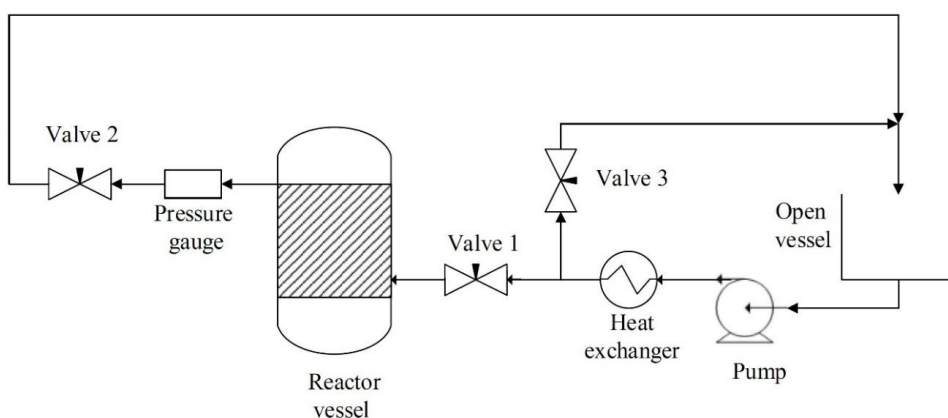 Valve 2
Pressure
gauge
Reactor
vessel
Valve 1
Valve 3
Heat
exchanger
Pump
Open
vessel